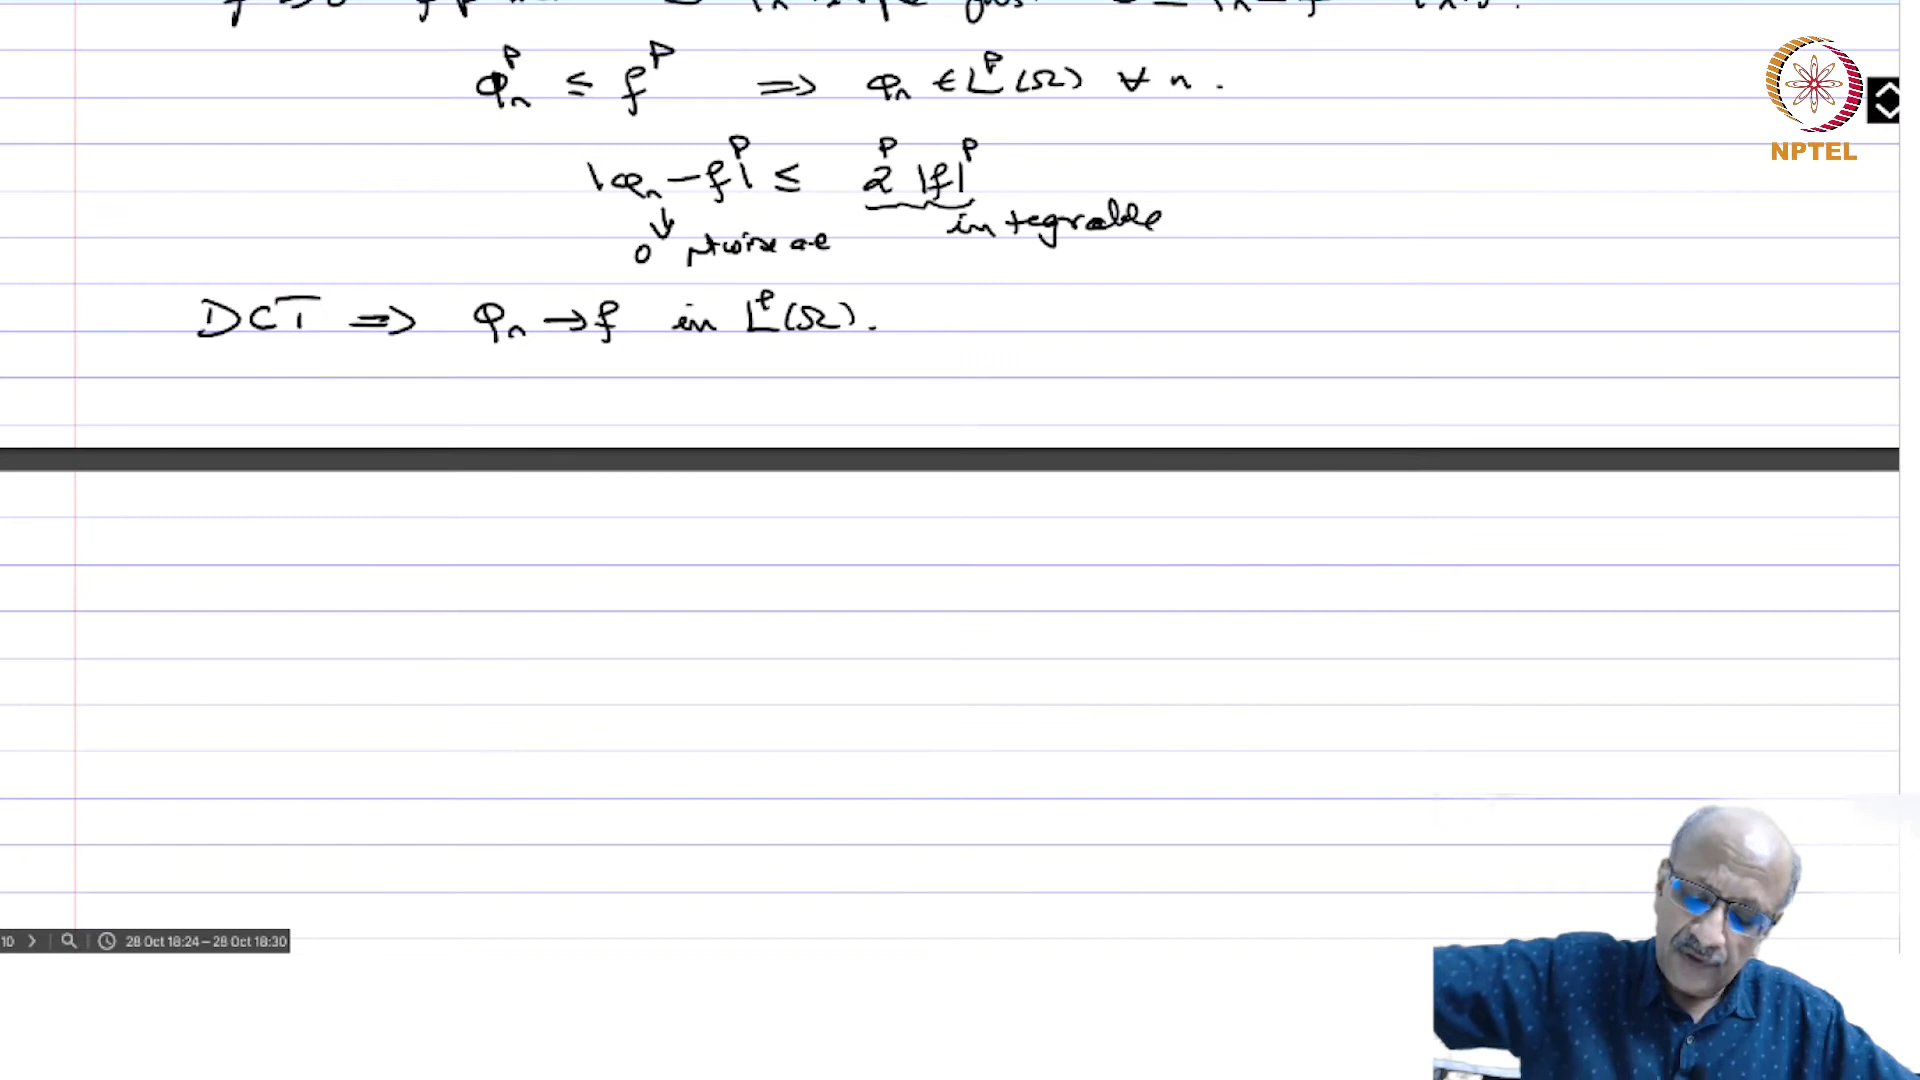 φₙᵖ ≤ fᵖ ⟹ φₙ ∈ Lᵖ(Ω) ∀ n .
|φₙ − f|ᵖ ≤ 2ᵖ |f|ᵖ
↓ integrable
0 ptwise a-e
DCT ⟹ φₙ → f in Lᵖ(Ω).
NPTEL
10 28 Oct 18:24 – 28 Oct 18:30